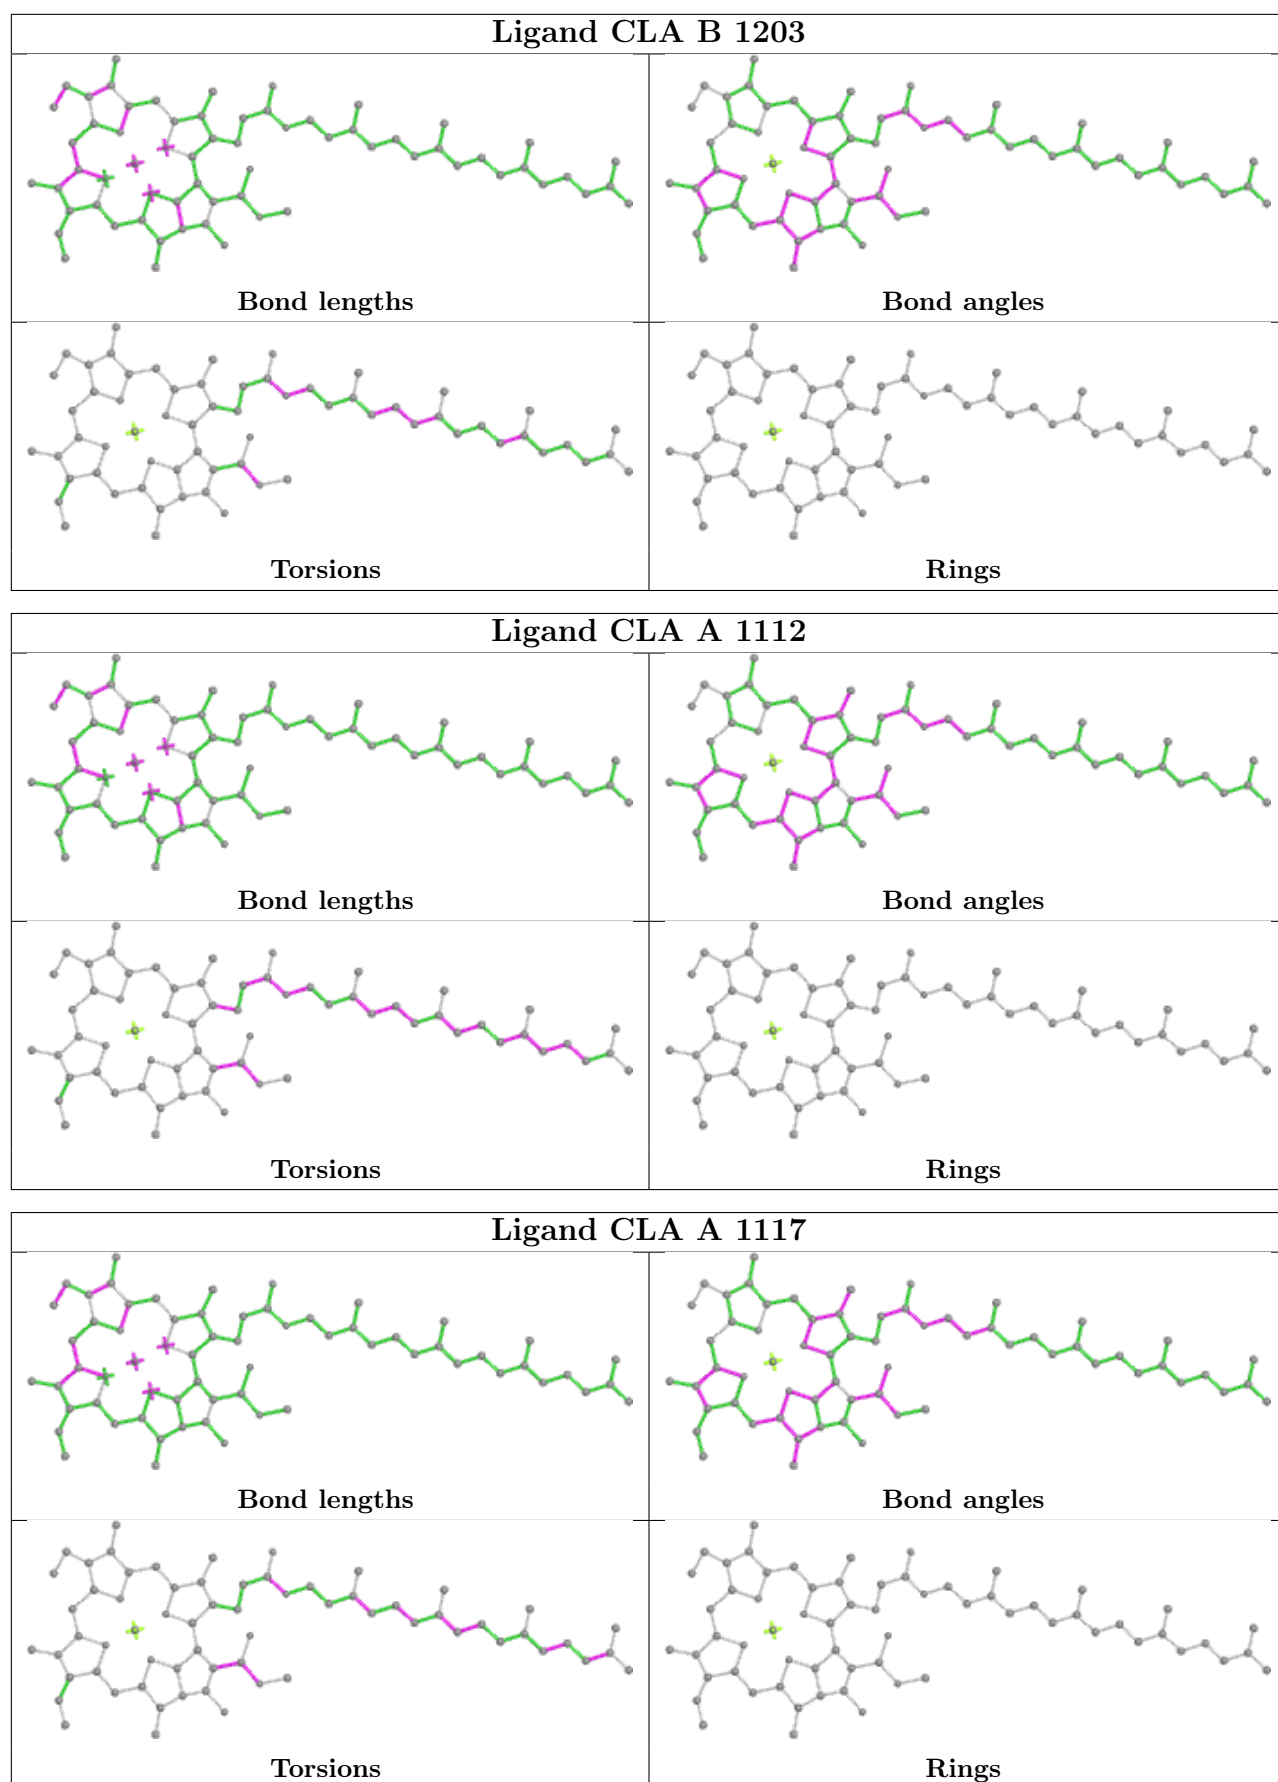 Ligand CLA B 1203
Bond lengths
Bond angles
Torsions
Rings
Ligand CLA A 1112
Bond lengths
Bond angles
Torsions
Rings
Ligand CLA A 1117
Bond lengths
Bond angles
Torsions
Rings